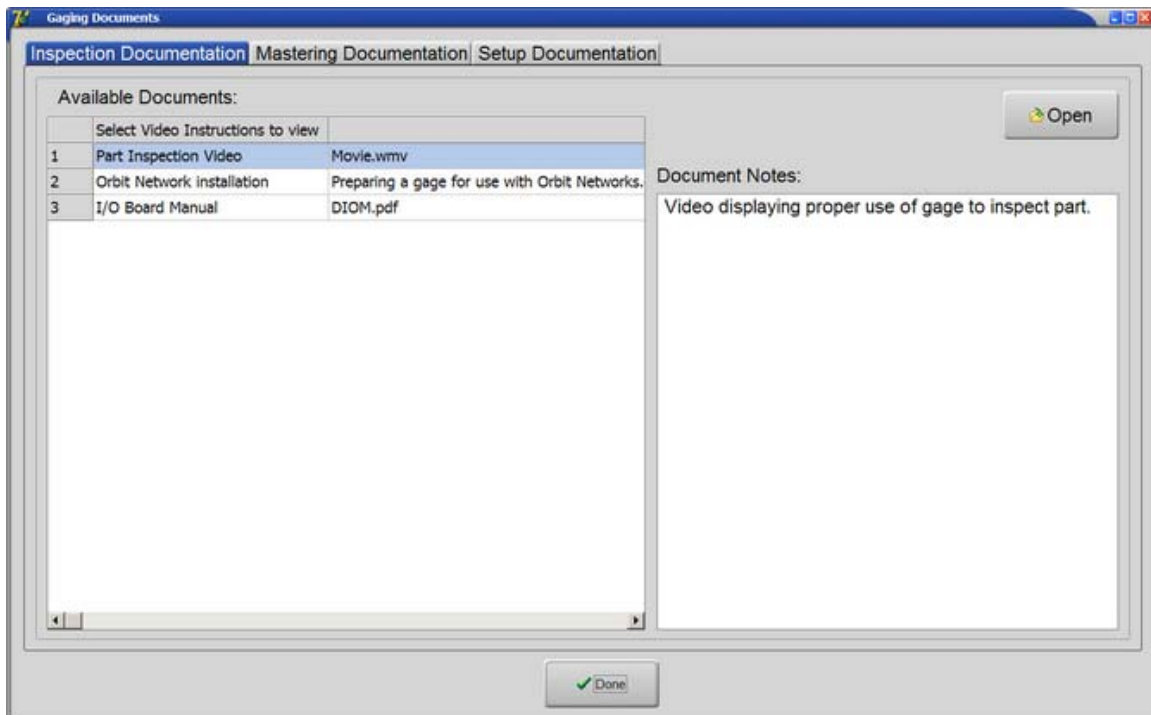 Gaging Documents
Inspection Documentation Mastering Documentation Setup Documentation
Available Documents:
Open
Select Video Instructions to view
1 Part Inspection Video Movie.wmv
2 Orbit Network installation Preparing a gage for use with Orbit Networks.
3 I/O Board Manual DIOM.pdf
Document Notes:
Video displaying proper use of gage to inspect part.
Done